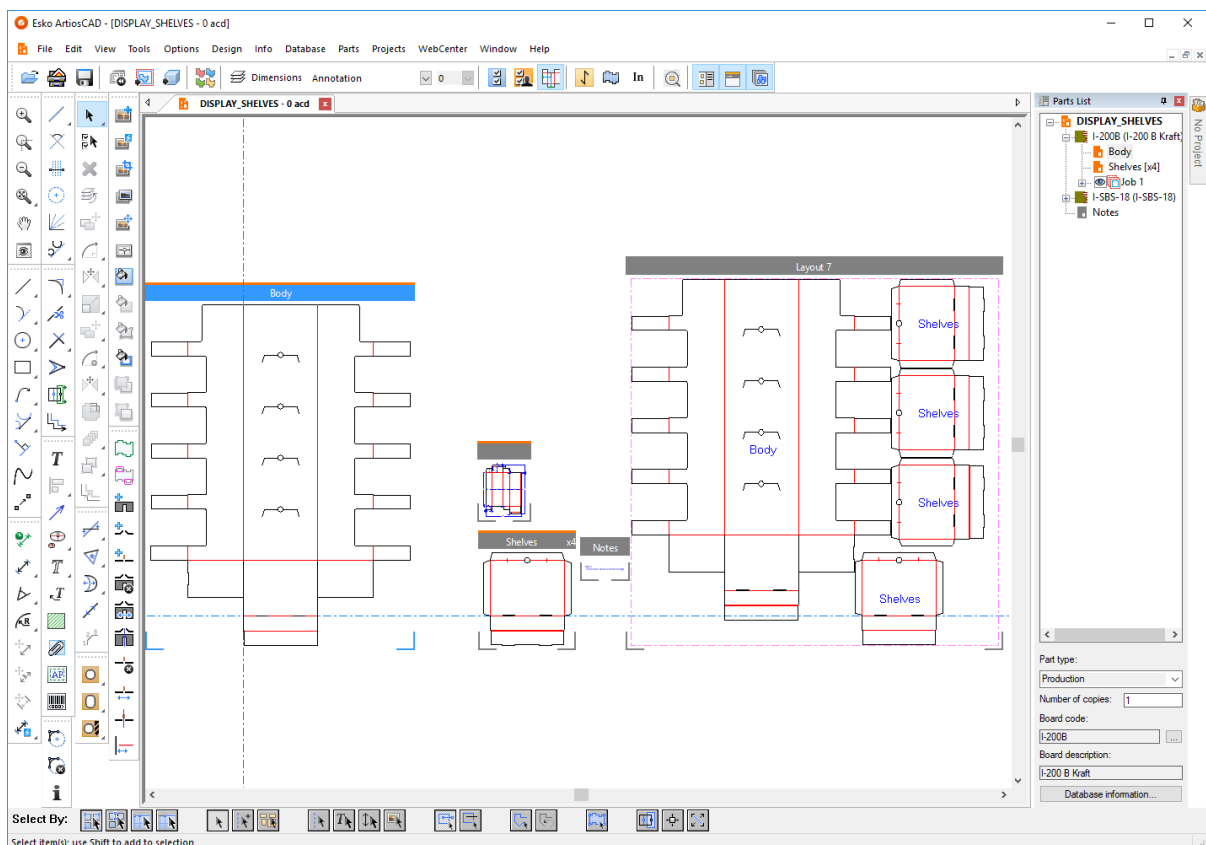 Esko ArtiosCAD - [DISPLAY_SHELVES - 0 acd]
File Edit View Tools Options Design Info Database Parts Projects WebCenter Window Help
Dimensions Annotation 0 In
DISPLAY_SHELVES - 0 acd
Parts List
No Project
DISPLAY_SHELVES
I-200B (I-200 B Kraft)
Body
Shelves [x4]
Job 1
I-SBS-18 (I-SBS-18)
Notes
Layout 7
Body
Shelves
Shelves
Body
Shelves
Shelves x4
Notes
Shelves
Part type:
Production
Number of copies: 1
Board code:
I-200B ...
Board description:
I-200 B Kraft
Database information...
Select By:
Select item(s); use Shift to add to selection